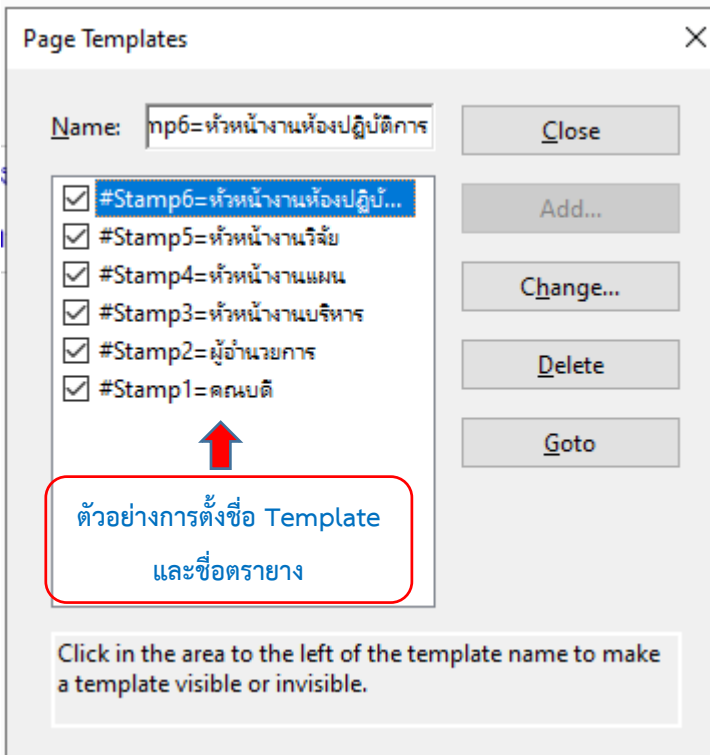 Page Templates
Name: mp6=หัวหน้างานห้องปฏิบัติการ
Close
#Stamp6=หัวหน้างานห้องปฏิบั...
Add...
#Stamp5=หัวหน้างานวิจัย
#Stamp4=หัวหน้างานแผน
Change...
#Stamp3=หัวหน้างานบริหาร
#Stamp2=ผู้อำนวยการ
Delete
#Stamp1=คณบดี
Goto
ตัวอย่างการตั้งชื่อ Template
และชื่อตรายาง
Click in the area to the left of the template name to make
a template visible or invisible.